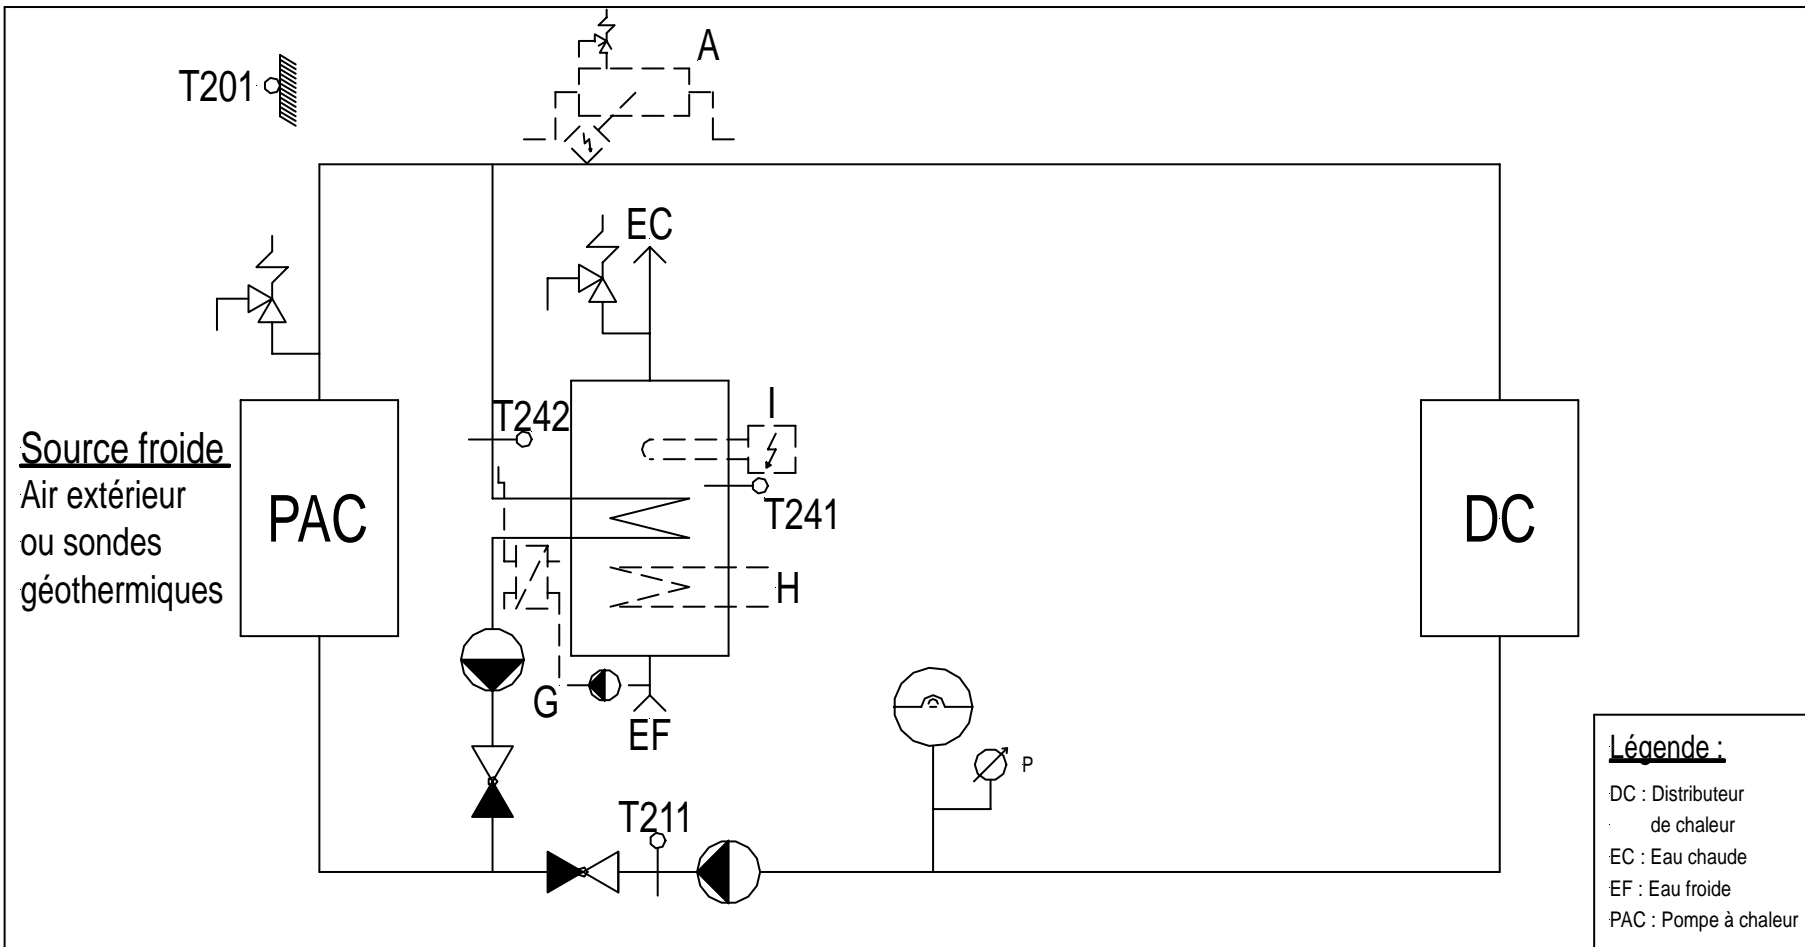 A
T201
EC
T242
I
Source froide
Air extérieur
ou sondes
géothermiques
PAC
T241
DC
H
G
EF
P
T211
Légende :
DC : Distributeur
de chaleur
EC : Eau chaude
EF : Eau froide
PAC : Pompe à chaleur